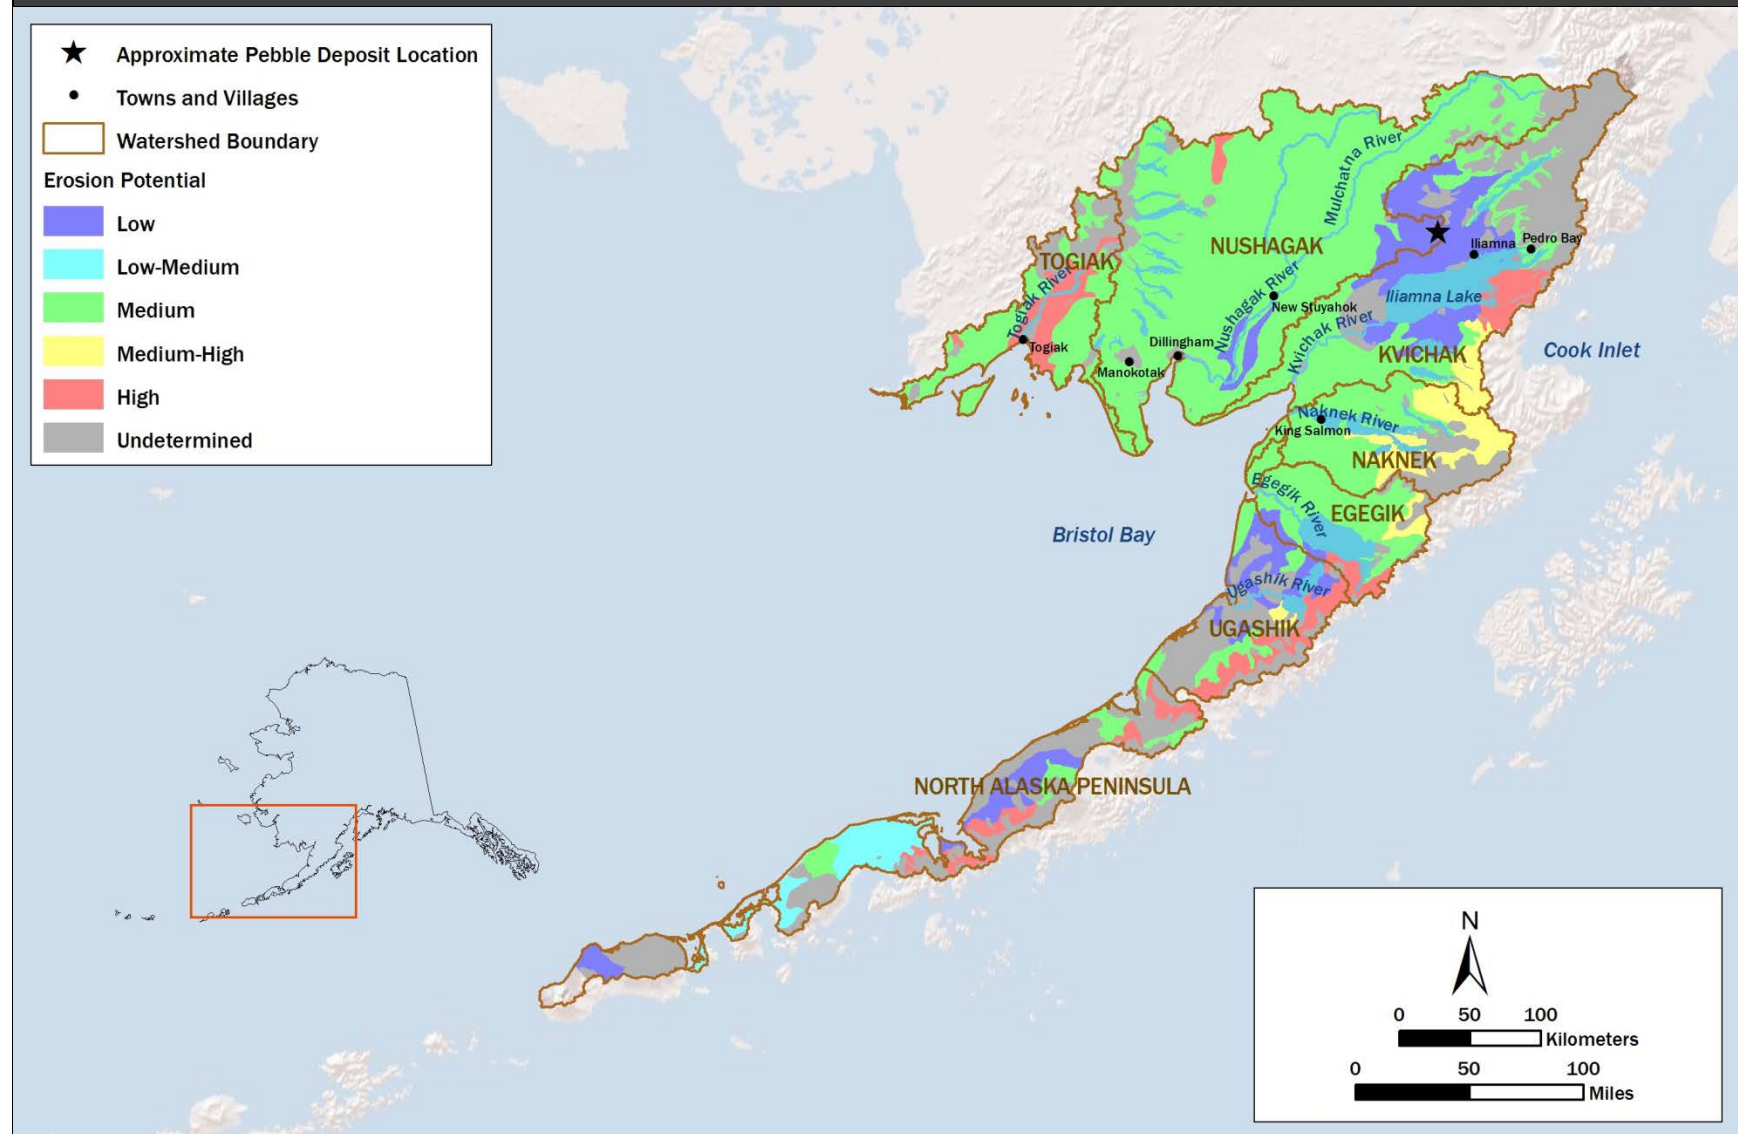 Approximate Pebble Deposit Location
Towns and Villages
Watershed Boundary
Erosion Potential
Low
Low-Medium
Medium
Medium-High
High
Undetermined
Mulchatna River
NUSHAGAK
TOGIAK
Togiak River
Togiak
Nushagak River
New Stuyahok
Dillingham
Manokotak
Iliamna
Pedro Bay
Iliamna Lake
Kvichak River
KVICHAK
Cook Inlet
Naknek River
King Salmon
NAKNEK
Egegik River
EGEGIK
Bristol Bay
Ugashik River
UGASHIK
NORTH ALASKA PENINSULA
N
0 50 100
Kilometers
0 50 100
Miles